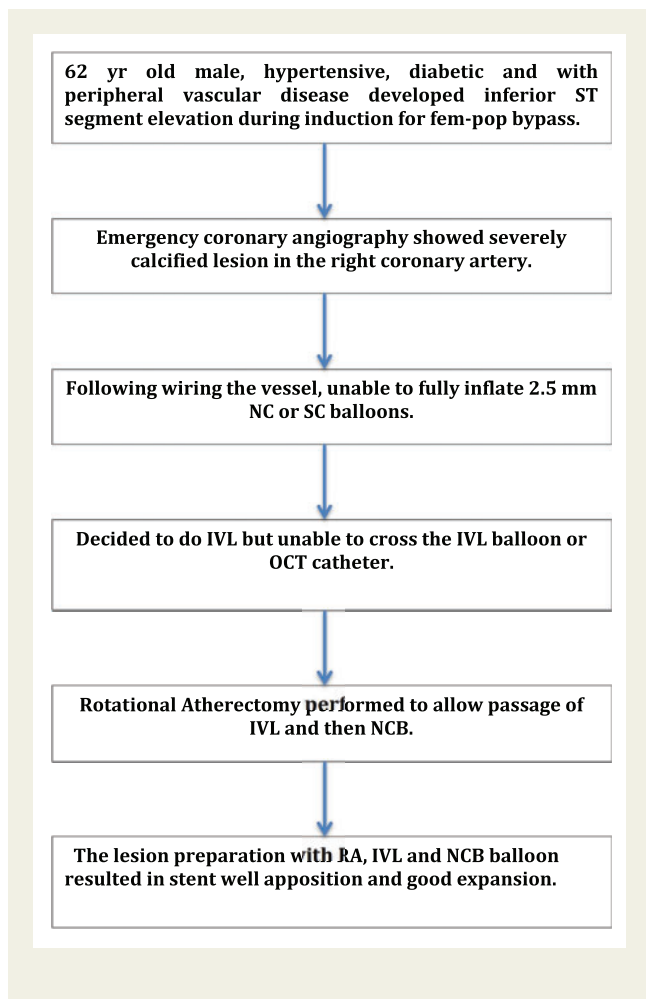 62 yr old male, hypertensive, diabetic and with
peripheral vascular disease developed inferior ST
segment elevation during induction for fem-pop bypass.
Emergency coronary angiography showed severely
calcified lesion in the right coronary artery.
Following wiring the vessel, unable to fully inflate 2.5 mm
NC or SC balloons.
Decided to do IVL but unable to cross the IVL balloon or
OCT catheter.
Rotational Atherectomy performed to allow passage of
IVL and then NCB.
The lesion preparation with RA, IVL and NCB balloon
resulted in stent well apposition and good expansion.